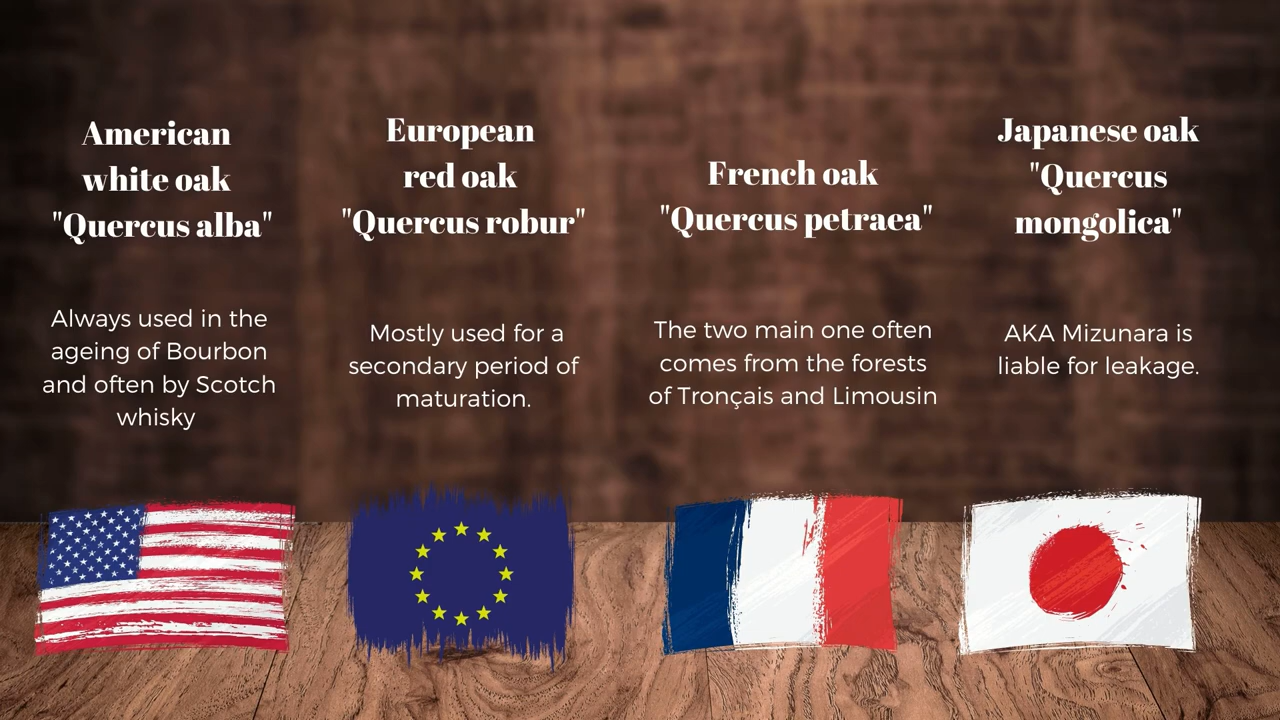 American
white oak
"Quercus alba"
Always used in the
ageing of Bourbon
and often by Scotch
whisky
European
red oak
"Quercus robur"
Mostly used for a
secondary period of
maturation.
French oak
"Quercus petraea"
The two main one often
comes from the forests
of Tronçais and Limousin
Japanese oak
"Quercus
mongolica"
AKA Mizunara is
liable for leakage.